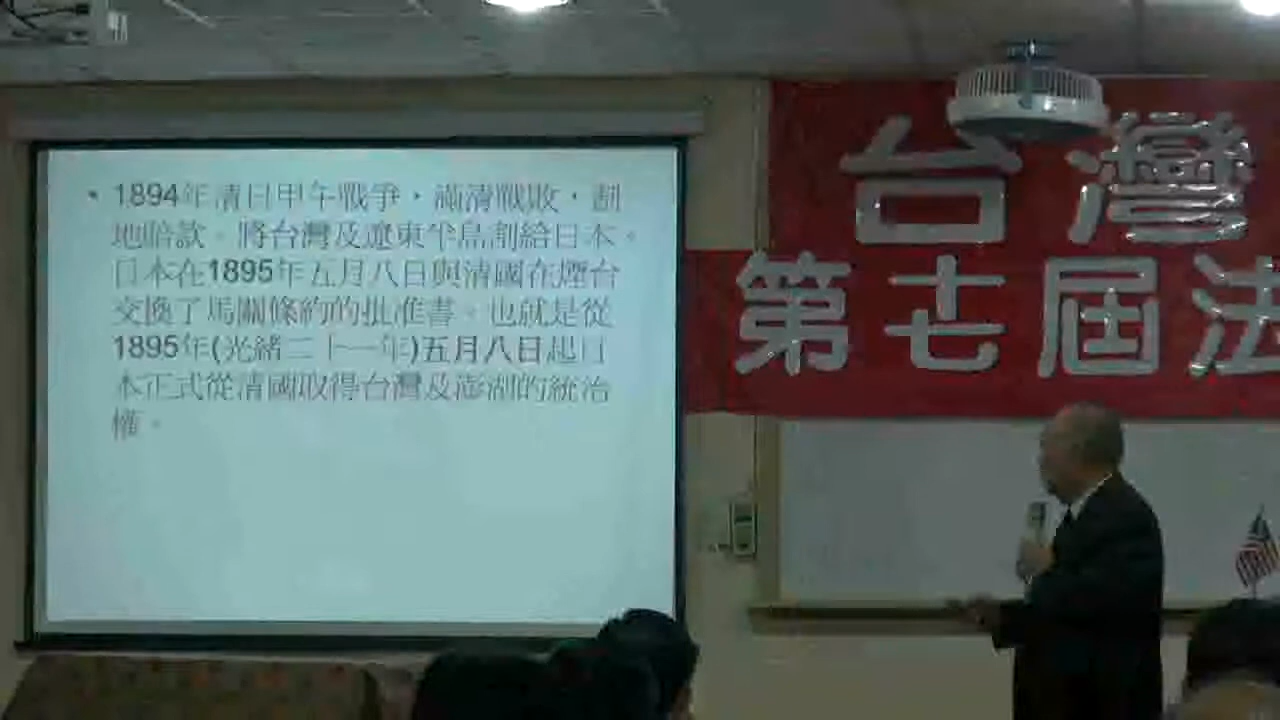 • 1894年清日甲午戰爭，滿清戰敗，割
地賠款。將台灣及遼東半島割給日本。
日本在1895年五月八日與清國在煙台
交換了馬關條約的批准書。也就是從
1895年(光緒二十一年)五月八日起日
本正式從清國取得台灣及澎湖的統治
權。
台灣
第七屆法